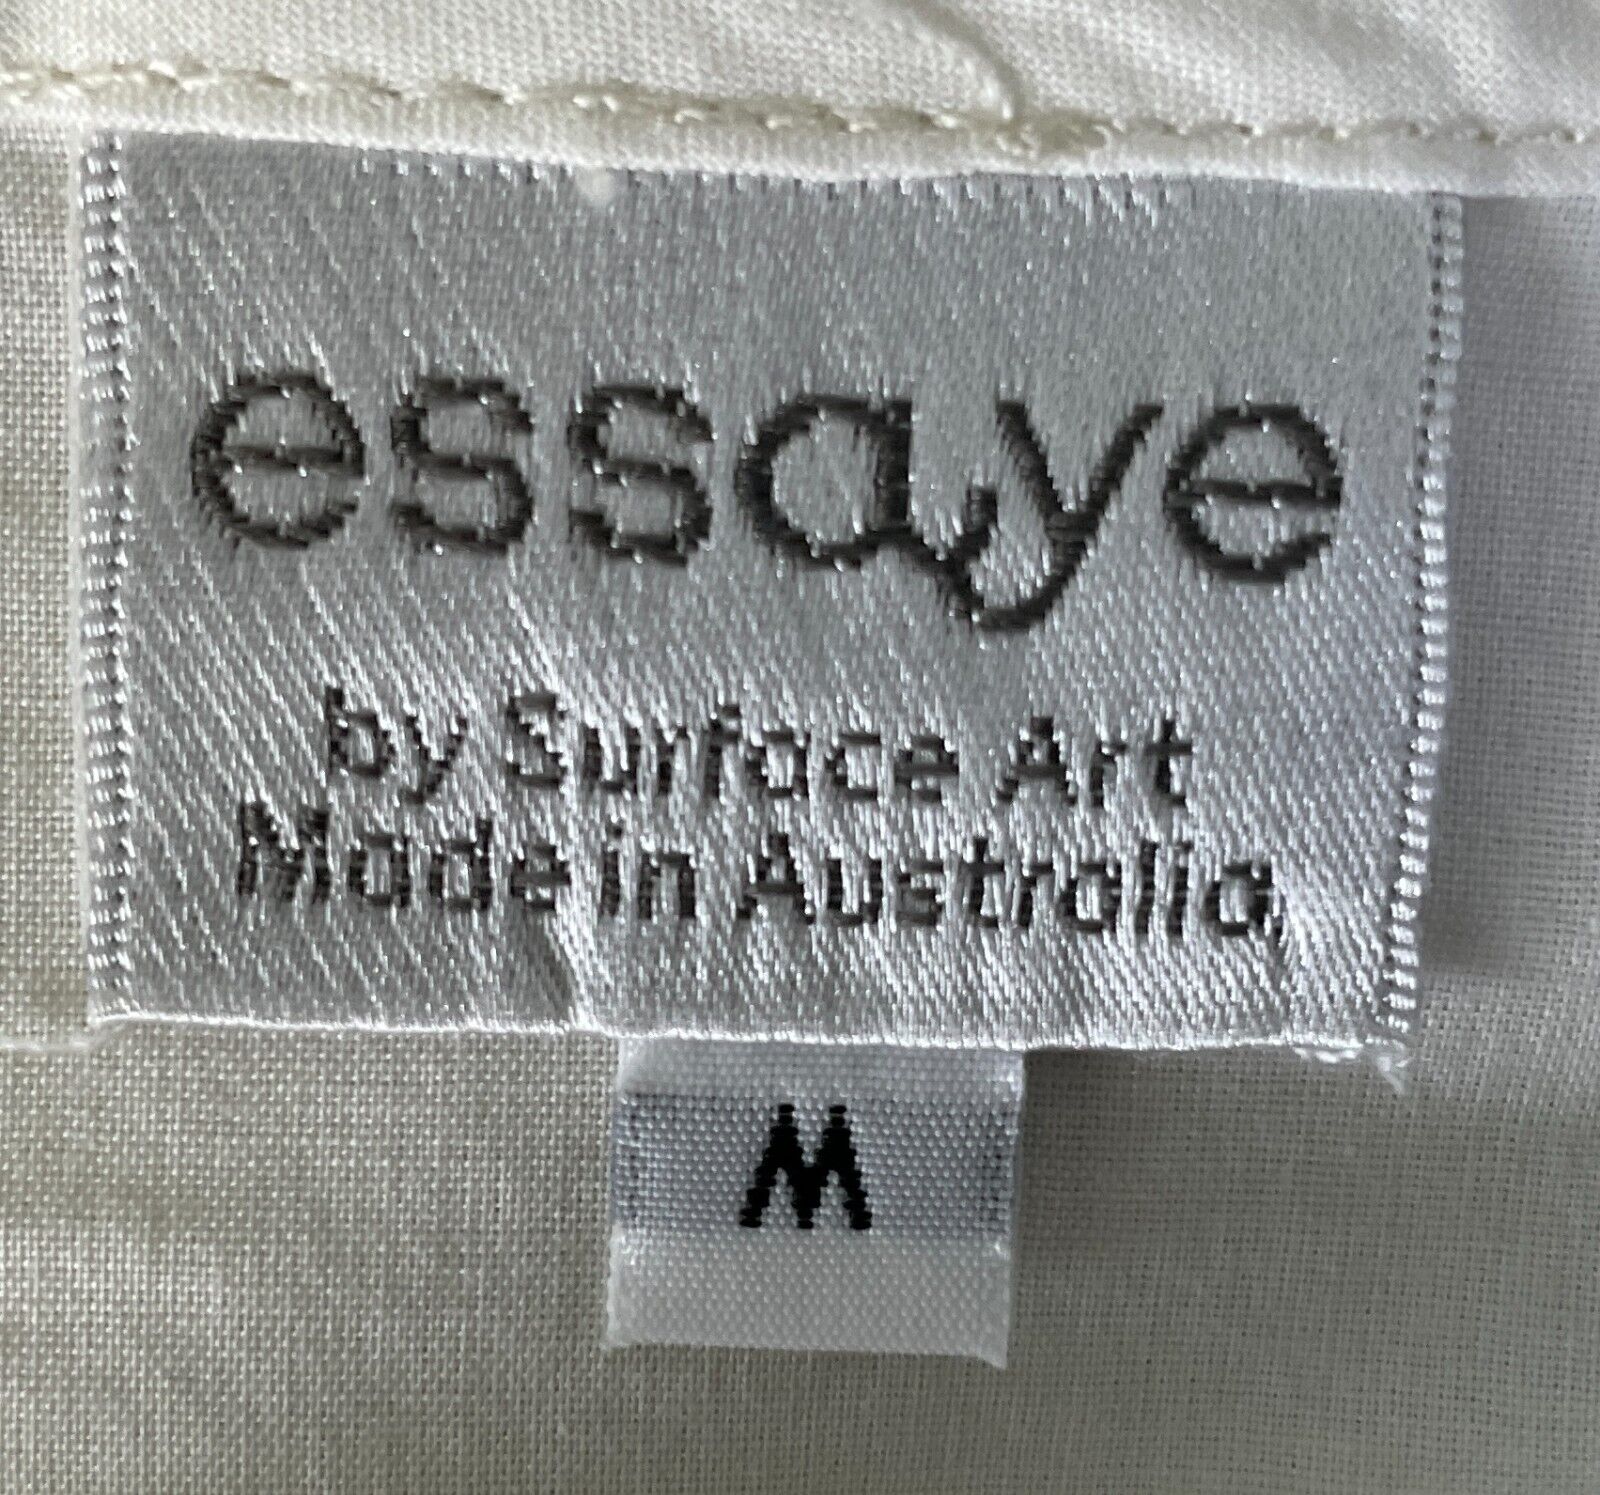 essaye
by Surface Art
Made in Australia
M